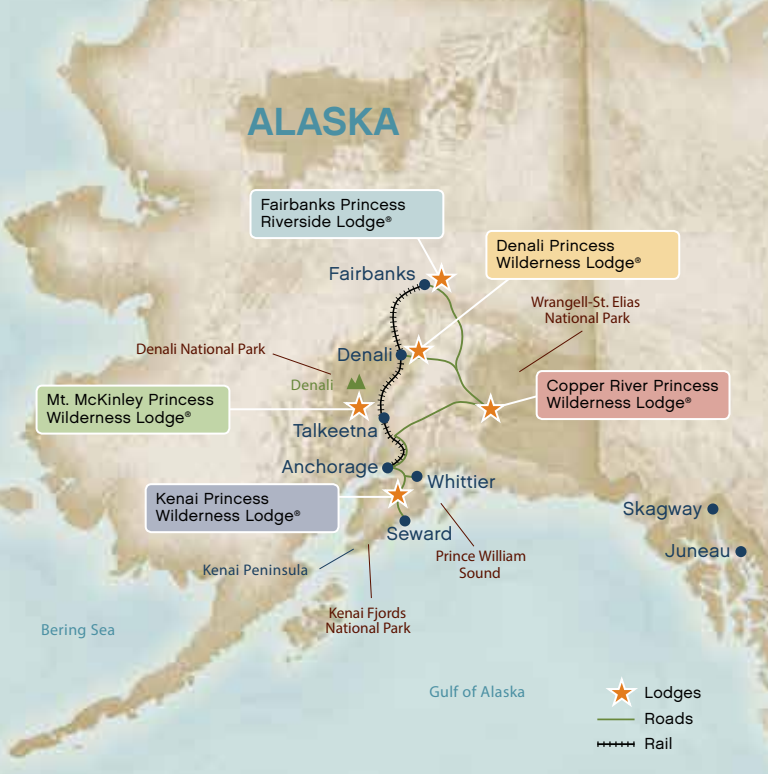 ALASKA
Fairbanks Princess
Riverside Lodge®
Denali Princess
Wilderness Lodge®
Fairbanks
Wrangell-St. Elias
National Park
Denali National Park
Denali
Denali
Mt. McKinley Princess
Wilderness Lodge®
Copper River Princess
Wilderness Lodge®
Talkeetna
Anchorage
Whittier
Kenai Princess
Wilderness Lodge®
Skagway
Seward
Juneau
Prince William
Sound
Kenai Peninsula
Kenai Fjords
National Park
Bering Sea
Gulf of Alaska
Lodges
Roads
Rail